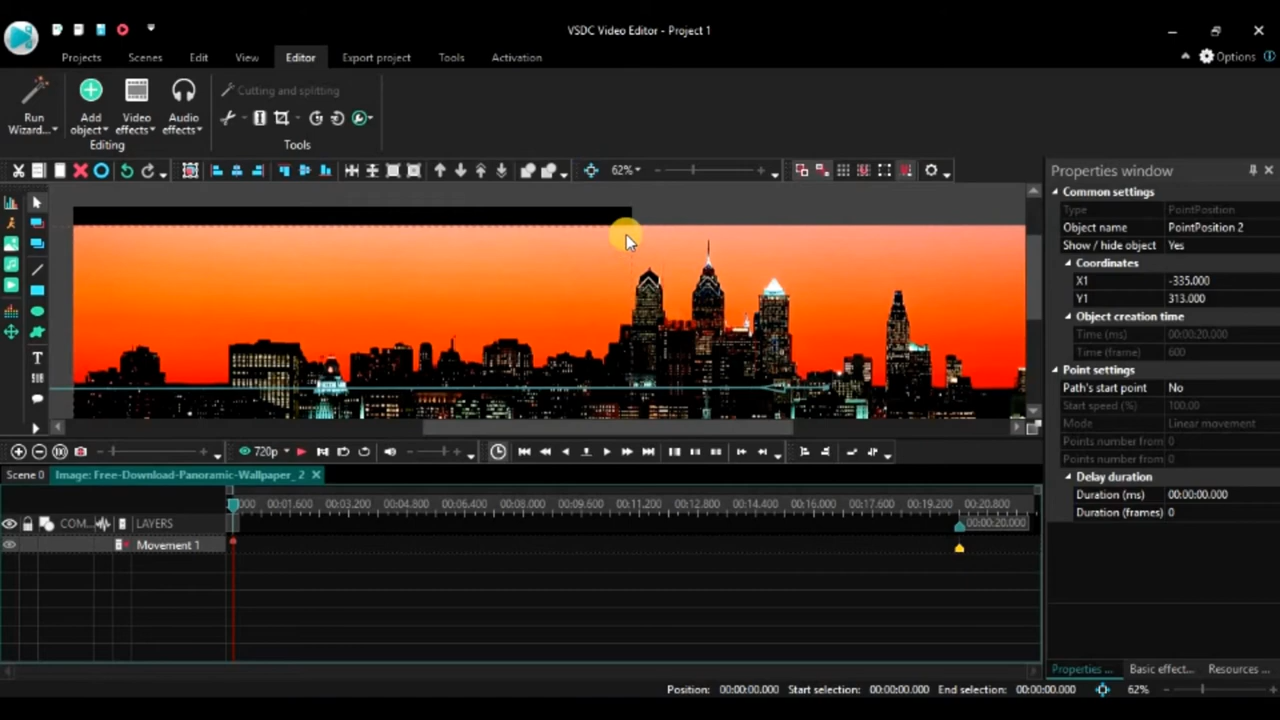 VSDC Video Editor - Project 1
Projects Scenes Edit View Editor Export project Tools Activation Options
Run Wizard... Add object Video effects Audio effects
Cutting and splitting
Editing Tools
62%
Properties window
Common settings
Type PointPosition
Object name PointPosition 2
Show / hide object Yes
Coordinates
X1 -335.000
Y1 313.000
Object creation time
Time (ms) 00:00:20.000
Time (frame) 600
Point settings
Path's start point No
Start speed (%) 100.00
Mode Linear movement
Points number from 0
Points number from 0
Delay duration
Duration (ms) 00:00:00.000
Duration (frames) 0
720p
Scene 0 Image: Free-Download-Panoramic-Wallpaper_ 2
000 00:01.600 00:03.200 00:04.800 00:06.400 00:08.000 00:09.600 00:11.200 00:12.800 00:14.400 00:16.000 00:17.600 00:19.200 00:20.800
COM... LAYERS 00:00:20.000
Movement 1
Properties ... Basic effect... Resources ...
Position: 00:00:00.000 Start selection: 00:00:00.000 End selection: 00:00:00.000 62%